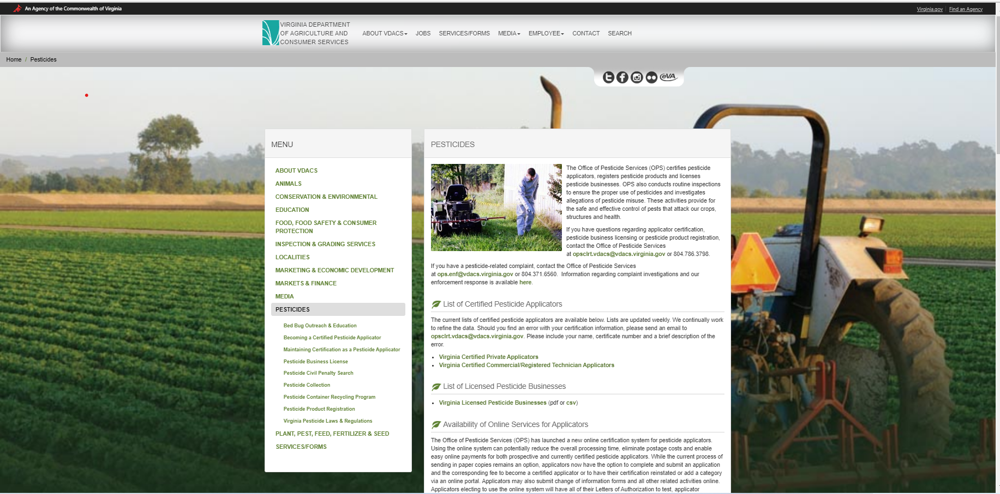 An Agency of the Commonwealth of Virginia
Virginia.gov | Find an Agency
VIRGINIA DEPARTMENT
OF AGRICULTURE AND
CONSUMER SERVICES
ABOUT VDACS JOBS SERVICES/FORMS MEDIA EMPLOYEE CONTACT SEARCH
Home / Pesticides
eVA
MENU
ABOUT VDACS
ANIMALS
CONSERVATION & ENVIRONMENTAL
EDUCATION
FOOD, FOOD SAFETY & CONSUMER
PROTECTION
INSPECTION & GRADING SERVICES
LOCALITIES
MARKETING & ECONOMIC DEVELOPMENT
MARKETS & FINANCE
MEDIA
PESTICIDES
Bed Bug Outreach & Education
Becoming a Certified Pesticide Applicator
Maintaining Certification as a Pesticide Applicator
Pesticide Business License
Pesticide Civil Penalty Search
Pesticide Collection
Pesticide Container Recycling Program
Pesticide Product Registration
Virginia Pesticide Laws & Regulations
PLANT, PEST, FEED, FERTILIZER & SEED
SERVICES/FORMS
PESTICIDES
The Office of Pesticide Services (OPS) certifies pesticide
applicators, registers pesticide products and licenses
pesticide businesses. OPS also conducts routine inspections
to ensure the proper use of pesticides and investigates
allegations of pesticide misuse. These activities provide for
the safe and effective control of pests that attack our crops,
structures and health.
If you have questions regarding applicator certification,
pesticide business licensing or pesticide product registration,
contact the Office of Pesticide Services
at opsclrt.vdacs@vdacs.virginia.gov or 804.786.3798.
If you have a pesticide-related complaint, contact the Office of Pesticide Services
at ops.enf@vdacs.virginia.gov or 804.371.6560. Information regarding complaint investigations and our
enforcement response is available here.
List of Certified Pesticide Applicators
The current lists of certified pesticide applicators are available below. Lists are updated weekly. We continually work
to refine the data. Should you find an error with your certification information, please send an email to
opsclrt.vdacs@vdacs.virginia.gov. Please include your name, certificate number and a brief description of the
error.
• Virginia Certified Private Applicators
• Virginia Certified Commercial/Registered Technician Applicators
List of Licensed Pesticide Businesses
• Virginia Licensed Pesticide Businesses (pdf or csv)
Availability of Online Services for Applicators
The Office of Pesticide Services (OPS) has launched a new online certification system for pesticide applicators.
Using the online system can potentially reduce the overall processing time, eliminate postage costs and enable
easy online payments for both prospective and currently certified pesticide applicators. While the current process of
sending in paper copies remains an option, applicators now have the option to complete and submit an application
and the corresponding fee to become a certified applicator or to have their certification reinstated or add a category
via an online portal. Applicators may also submit change of information forms and all other related activities online.
Applicators electing to use the online system will have all of their Letters of Authorization to test, applicator